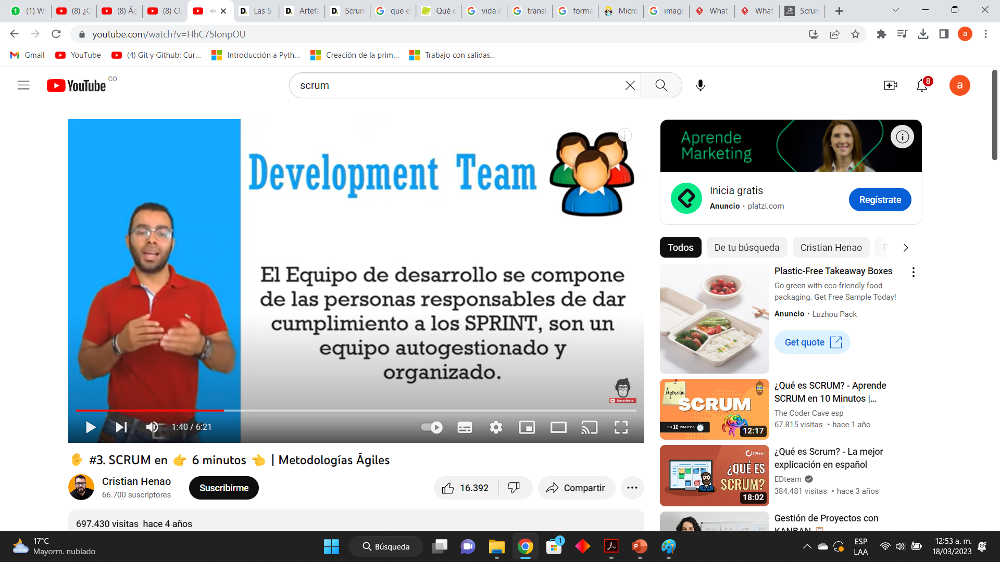 (1) W
(8) ¿C
(8) Ág
(8) CU
Las 5
Artefa
Scrum
que e
Qué e
vida c
transl
forma
Micro
image
What
What
Scrum
youtube.com/watch?v=HhC75IonpOU
a
Gmail
YouTube
(4) Git y Github: Cur...
Introducción a Pyth...
Creación de la prim...
Trabajo con salidas...
YouTube CO
scrum
8
a
Development Team
El Equipo de desarrollo se compone
de las personas responsables de dar
cumplimiento a los SPRINT, son un
equipo autogestionado y
organizado.
Suscribete
1:40 / 6:21
✋ #3. SCRUM en 👉 6 minutos 👈 | Metodologías Ágiles
Cristian Henao
66.700 suscriptores
Suscribirme
16.392
Compartir
697.430 visitas hace 4 años
Aprende
Marketing
Inicia gratis
Anuncio · platzi.com
Regístrate
Todos
De tu búsqueda
Cristian Henao
Plastic-Free Takeaway Boxes
Go green with eco-friendly food
packaging. Get Free Sample Today!
Anuncio · Luzhou Pack
Get quote
Aprende
SCRUM
EN 10 MINUTOS
12:17
¿Qué es SCRUM? - Aprende
SCRUM en 10 Minutos |...
The Coder Cave esp
67.815 visitas • hace 1 año
EDteam
¿QUÉ ES
SCRUM?
18:02
¿Qué es Scrum? - La mejor
explicación en español
EDteam
384.481 visitas • hace 3 años
Gestión de Proyectos con
KANBAN
17°C
Mayorm. nublado
Búsqueda
1
ESP
LAA
12:53 a. m.
18/03/2023